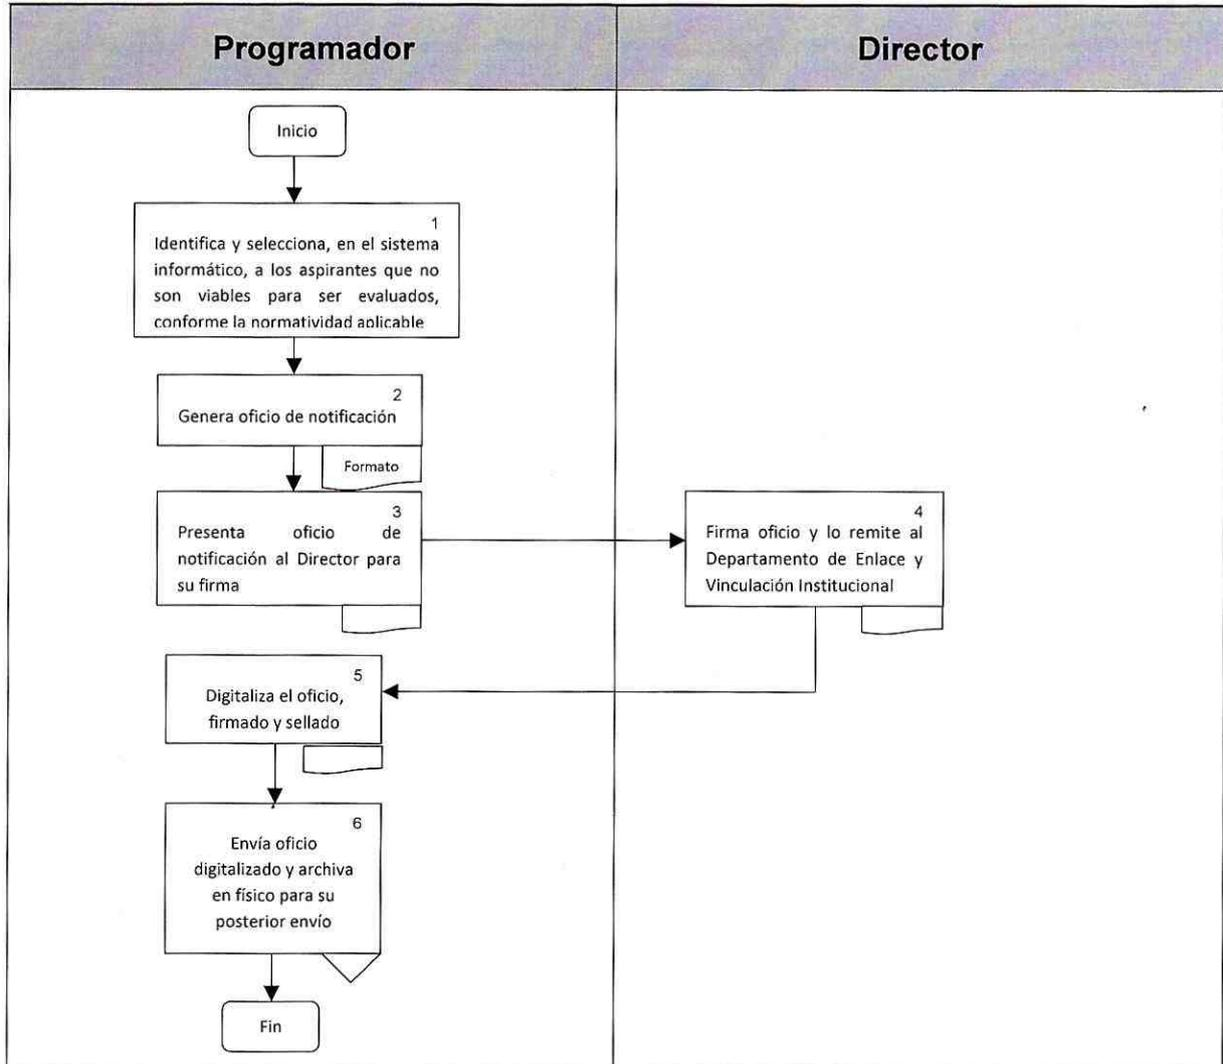 Programador
Director
Inicio
1
Identifica y selecciona, en el sistema
informático, a los aspirantes que no
son viables para ser evaluados,
conforme la normatividad aplicable
2
Genera oficio de notificación
Formato
3
Presenta oficio de
notificación al Director para
su firma
4
Firma oficio y lo remite al
Departamento de Enlace y
Vinculación Institucional
5
Digitaliza el oficio,
firmado y sellado
6
Envía oficio
digitalizado y archiva
en físico para su
posterior envío
Fin